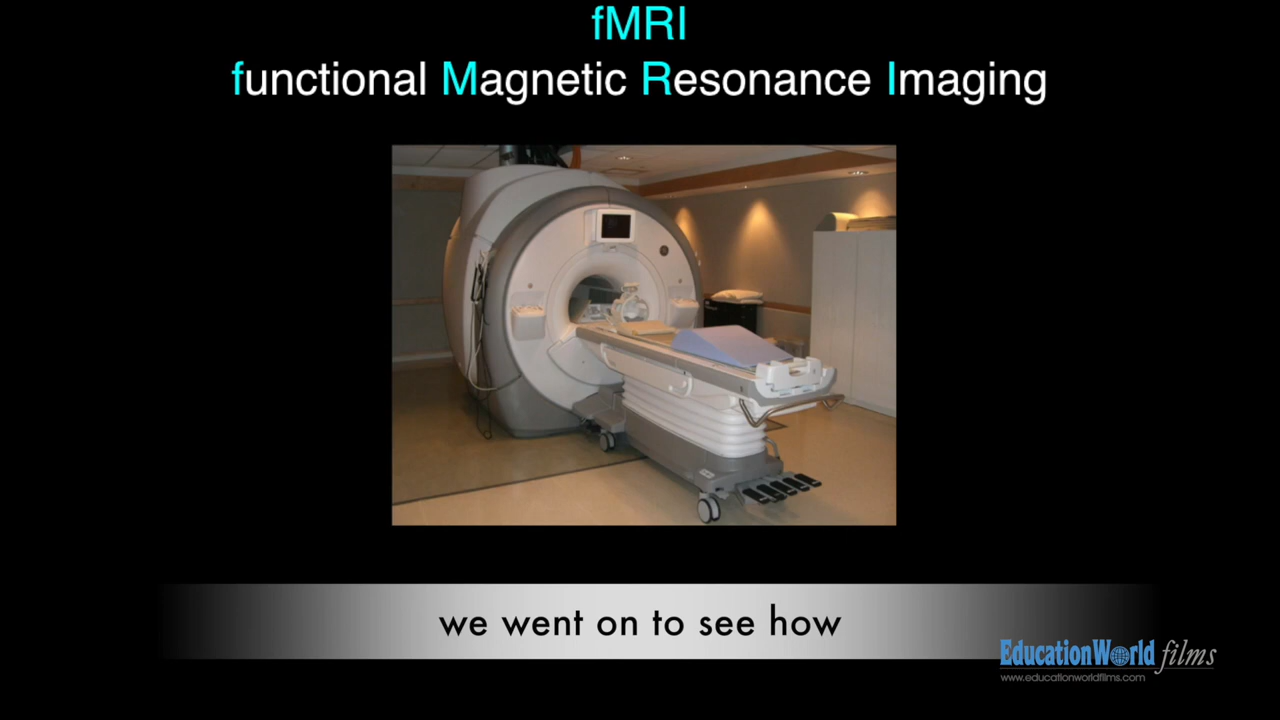 fMRI
functional Magnetic Resonance Imaging
we went on to see how
EducationWorld films
www.educationworldfilms.com